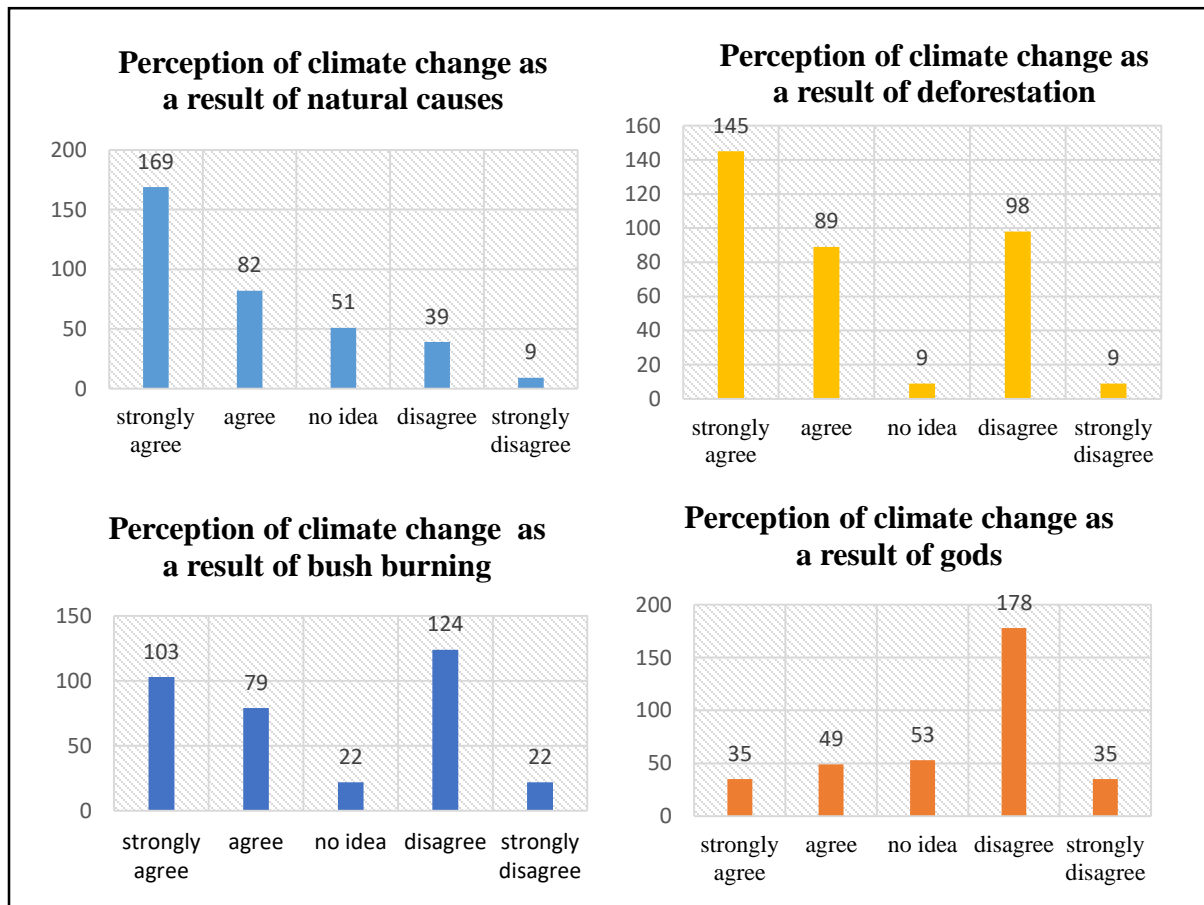 Perception of climate change as
a result of natural causes
200
150
100
50
0
169
82
51
39
9
strongly agree
agree
no idea
disagree
strongly disagree
Perception of climate change as
a result of deforestation
160
140
120
100
80
60
40
20
0
145
89
9
98
9
strongly agree
agree
no idea
disagree
strongly disagree
Perception of climate change as
a result of bush burning
150
100
50
0
103
79
22
124
22
strongly agree
agree
no idea
disagree
strongly disagree
Perception of climate change as
a result of gods
200
150
100
50
0
35
49
53
178
35
strongly agree
agree
no idea
disagree
strongly disagree